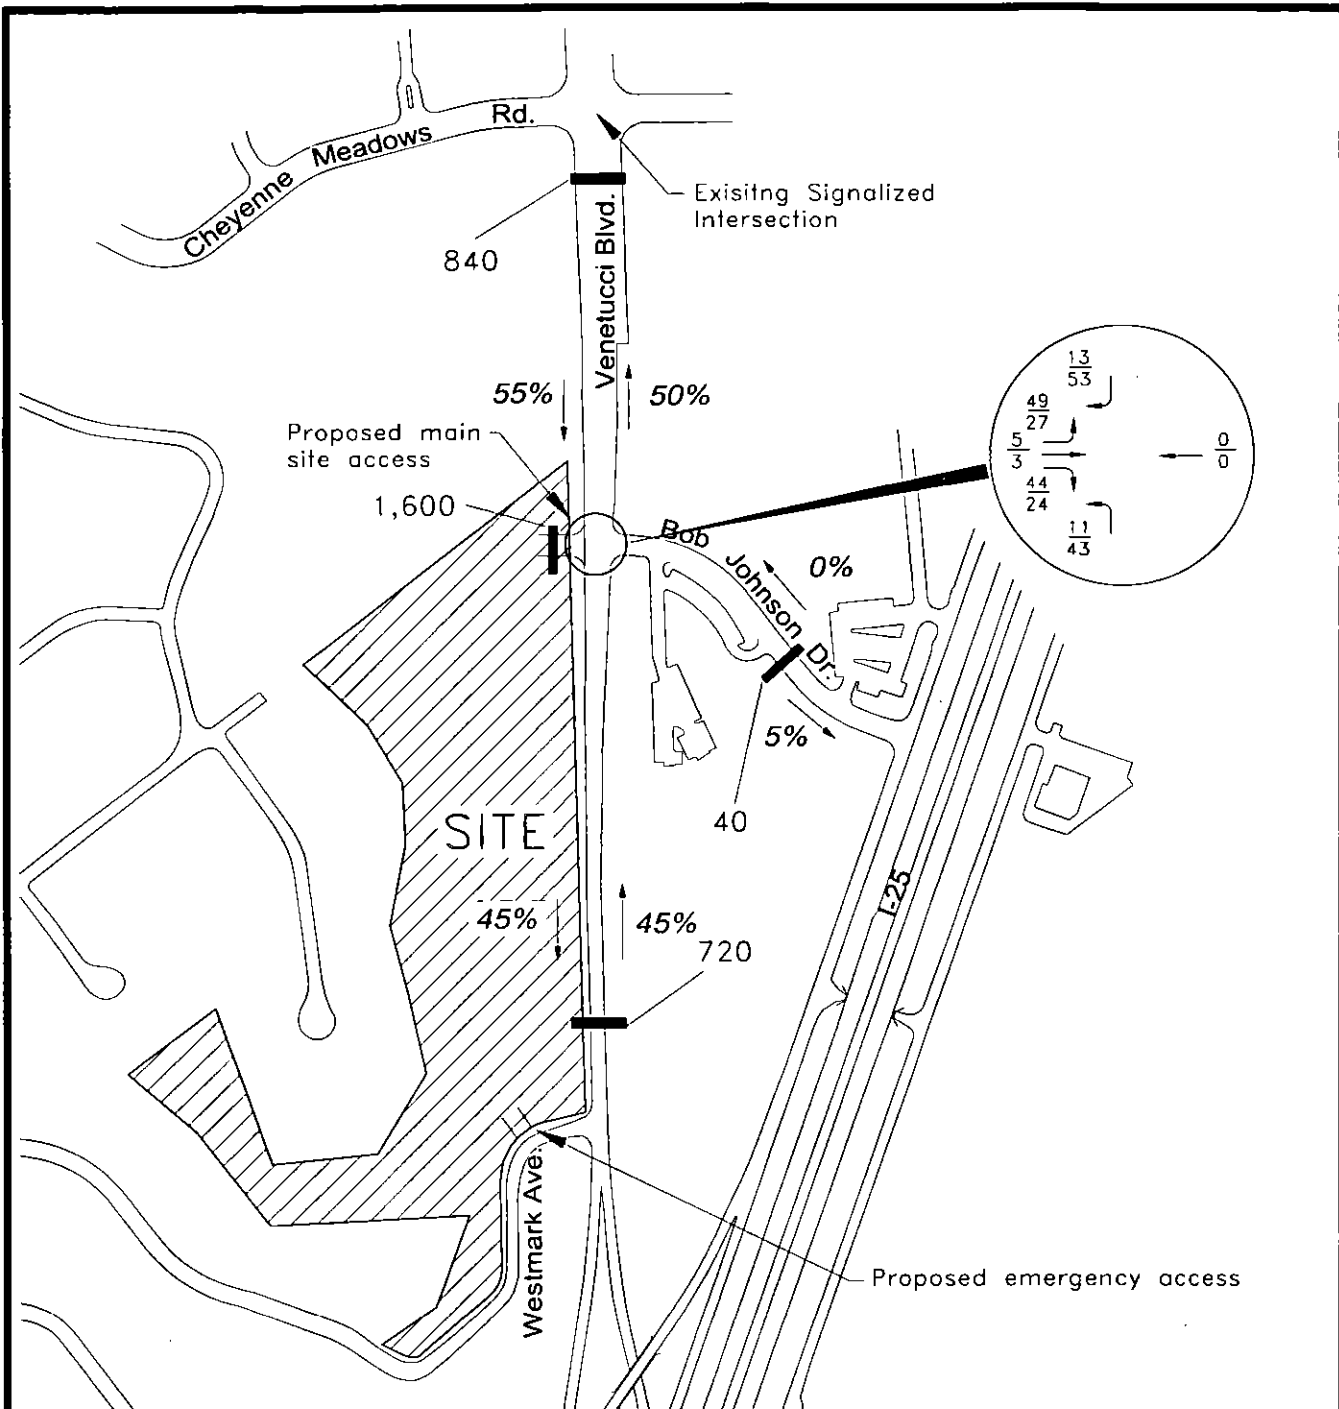 Cheyenne Meadows Rd.
Exisitng Signalized
Intersection
840
Venetucci Blvd.
55%
50%
Proposed main
site access
1,600
13
53
49
27
5
3
44
24
11
43
0
0
Bob Johnson Dr.
0%
5%
40
SITE
I-25
45%
45%
720
Westmark Ave.
Proposed emergency access